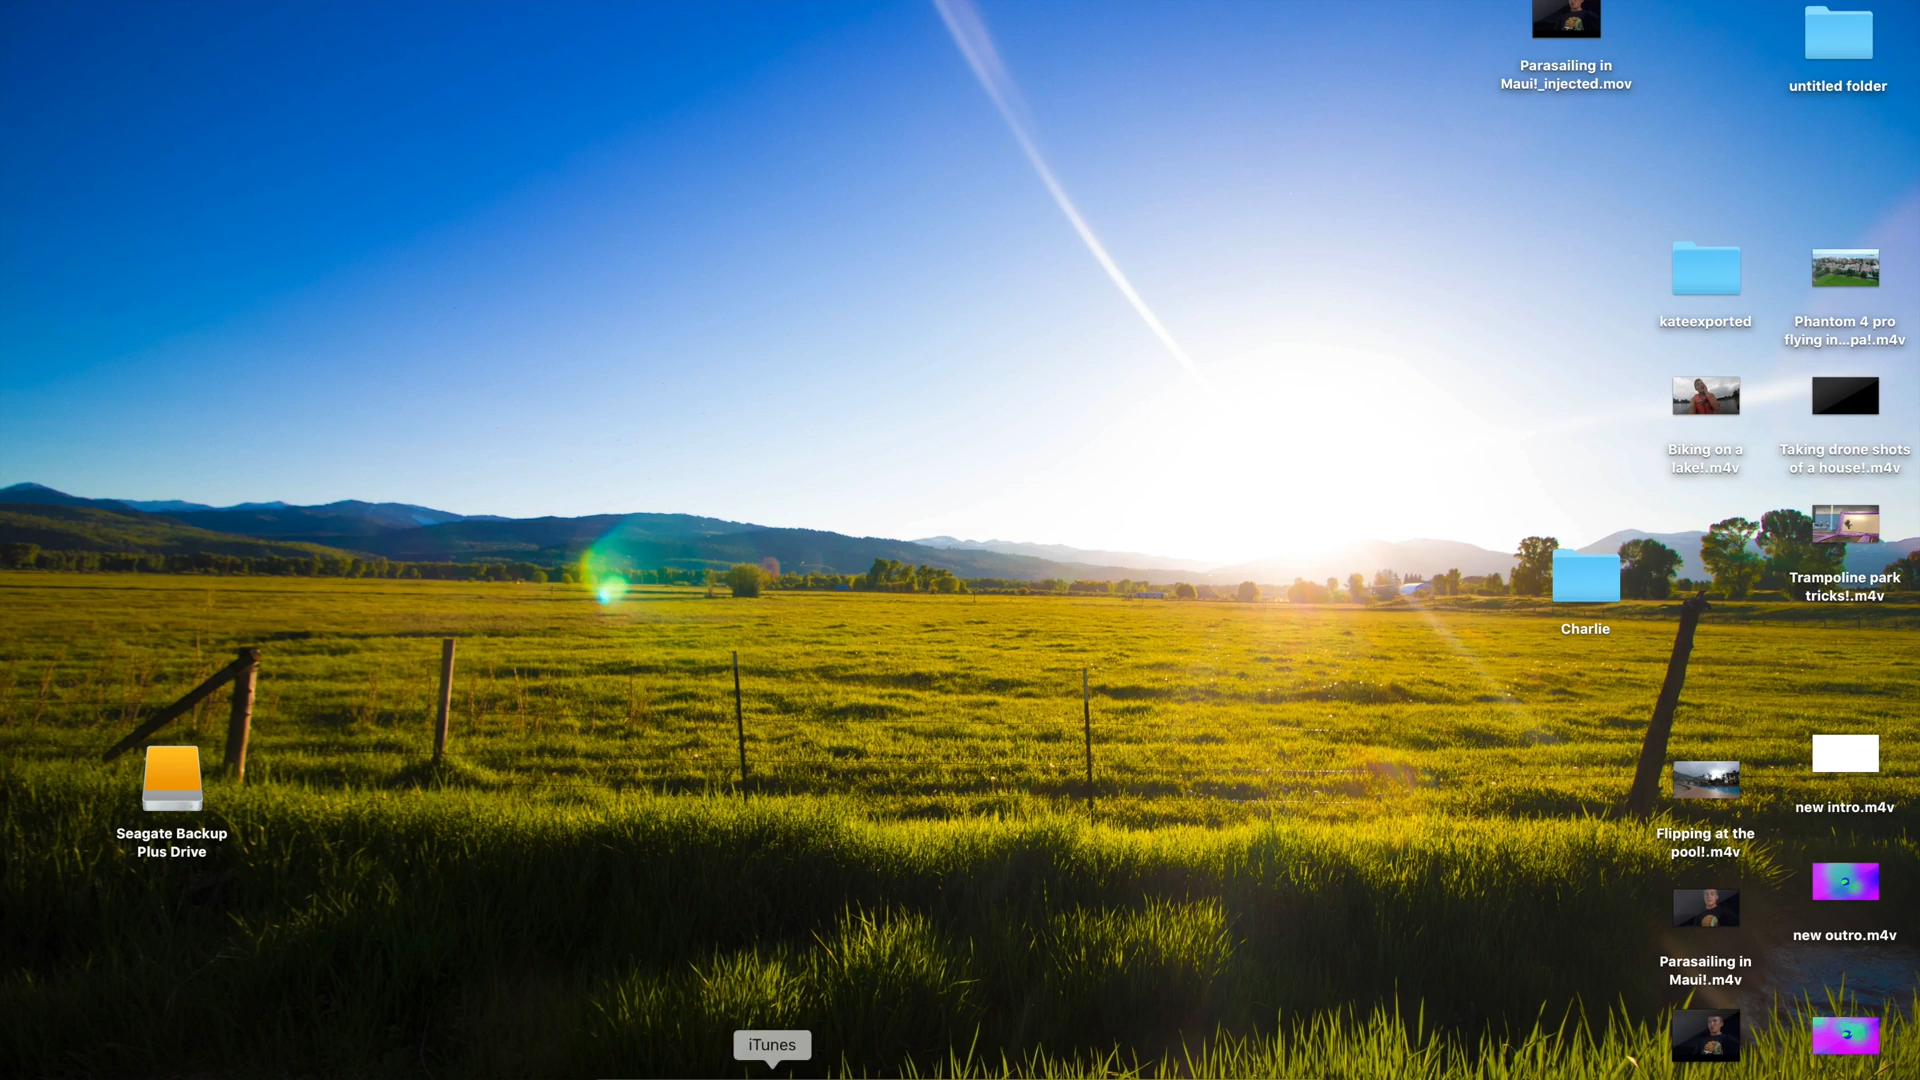 Parasailing in
Maui!_injected.mov
untitled folder
kateexported
Phantom 4 pro
flying in...pa!.m4v
Biking on a
lake!.m4v
Taking drone shots
of a house!.m4v
Trampoline park
tricks!.m4v
Charlie
Seagate Backup
Plus Drive
Flipping at the
pool!.m4v
new intro.m4v
new outro.m4v
Parasailing in
Maui!.m4v
iTunes